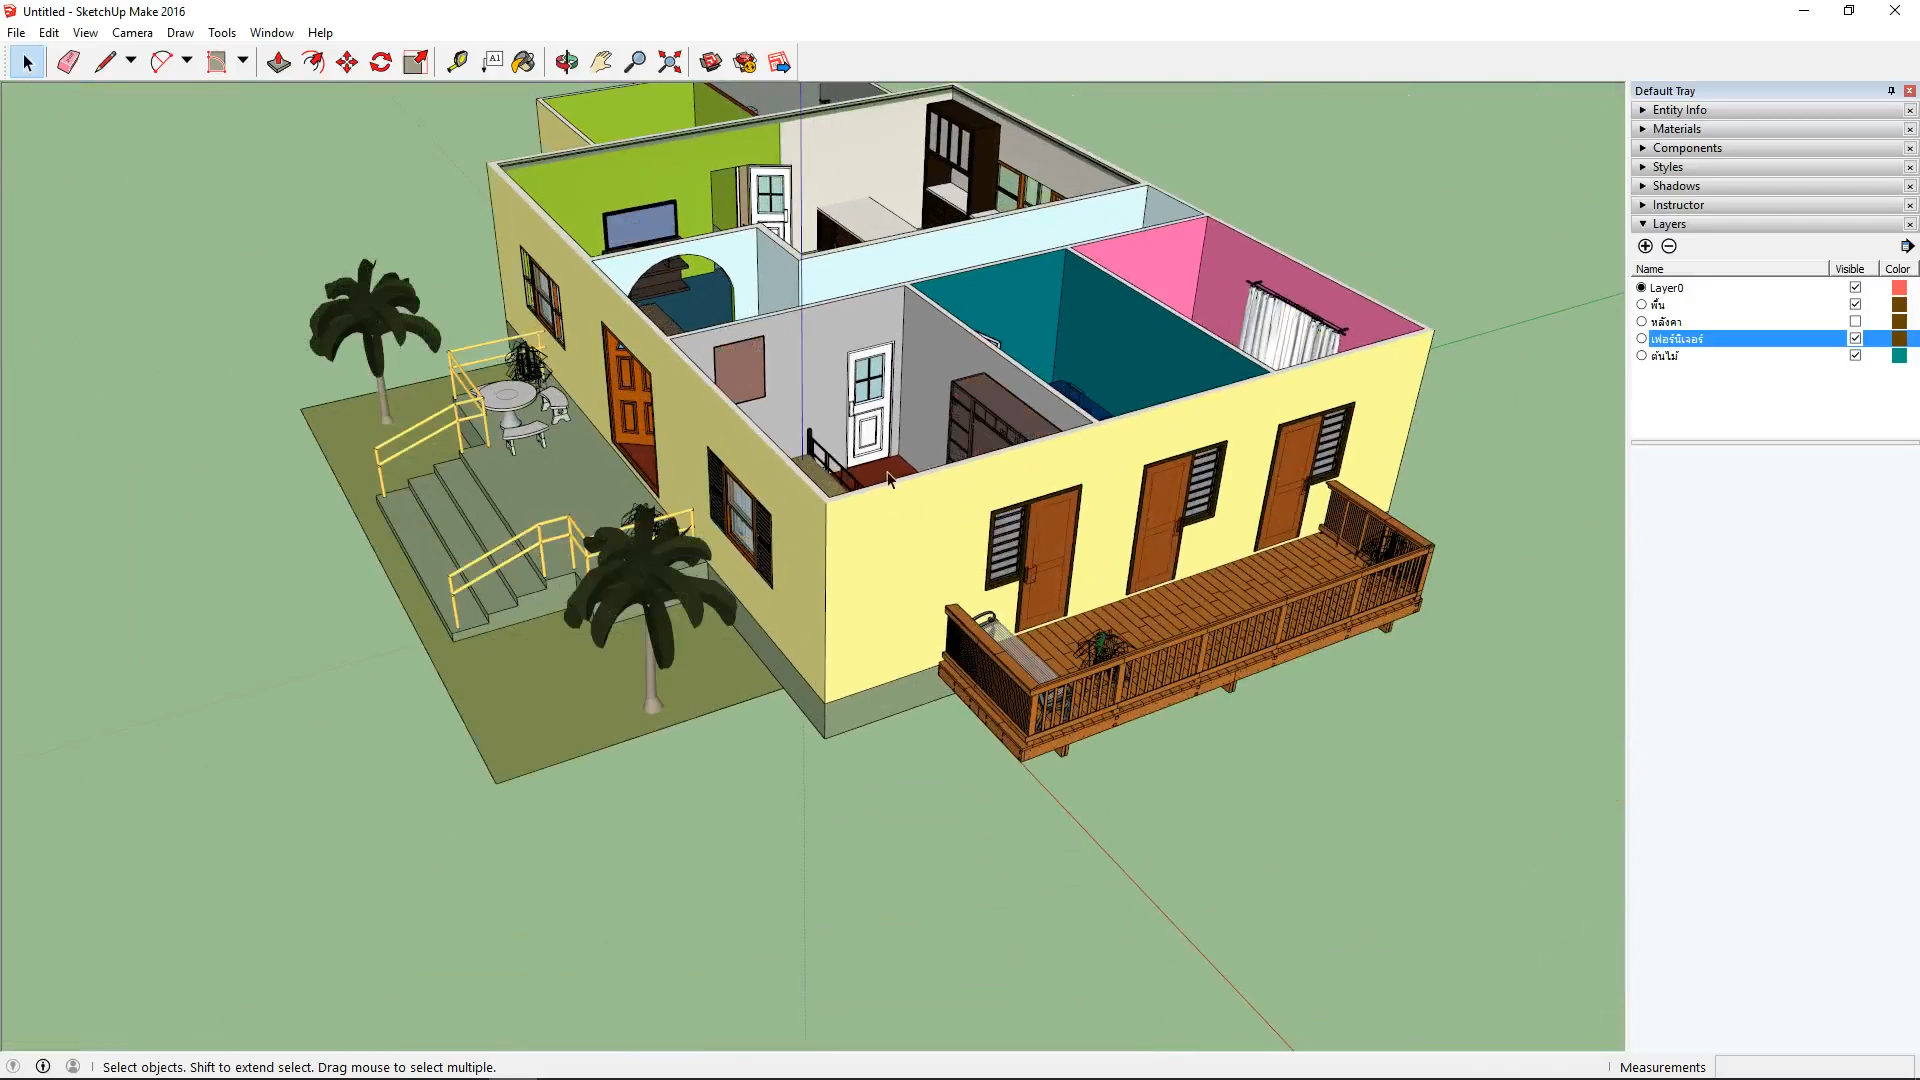 Untitled - SketchUp Make 2016
File Edit View Camera Draw Tools Window Help
A1
Default Tray
Entity Info
Materials
Components
Styles
Shadows
Instructor
Layers
Name Visible Color
Layer0
พื้น
หลังคา
เฟอร์นิเจอร์
ต้นไม้
Select objects. Shift to extend select. Drag mouse to select multiple.
Measurements